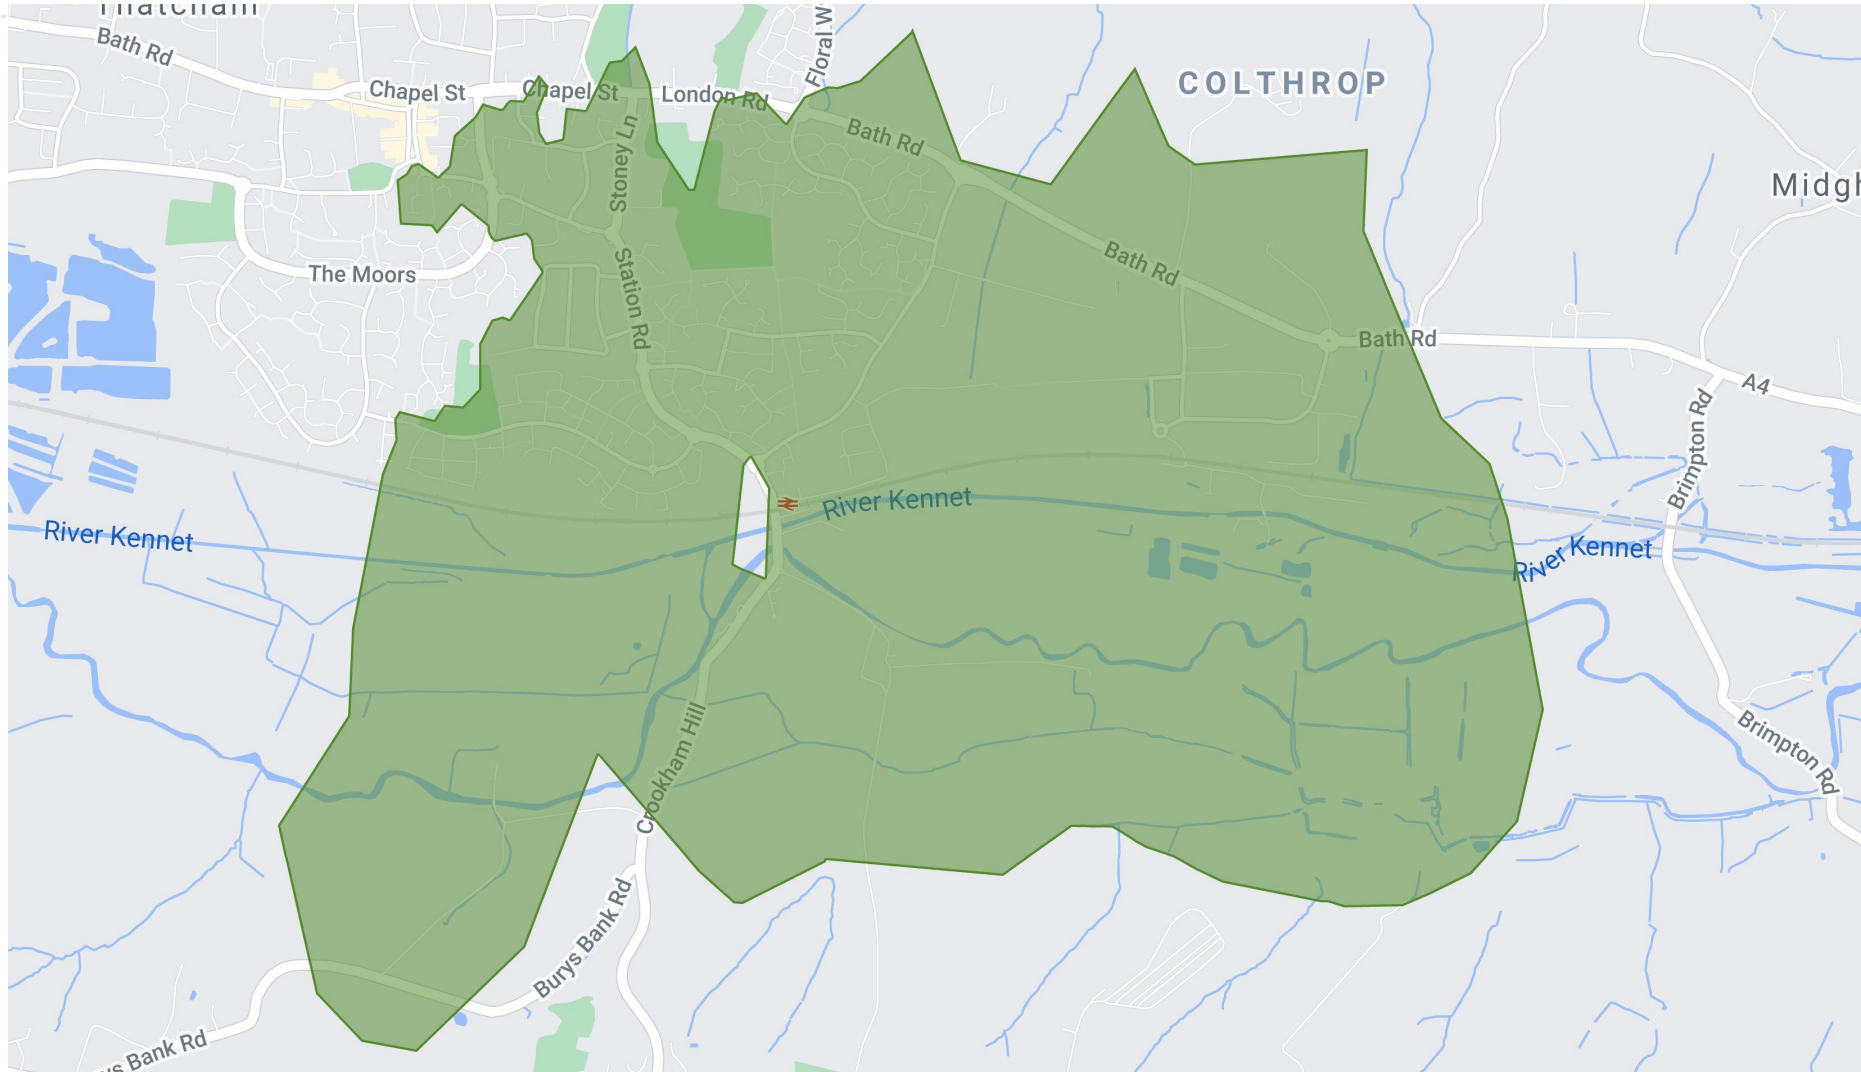 Thatcham
Bath Rd
Chapel St
Chapel St
London Rd
Floral W
COLTHROP
Bath Rd
Stoney Ln
Midgh
Bath Rd
The Moors
Station Rd
Bath Rd
A4
Brimpton Rd
River Kennet
River Kennet
River Kennet
Brimpton Rd
Crookham Hill
Burys Bank Rd
ys Bank Rd